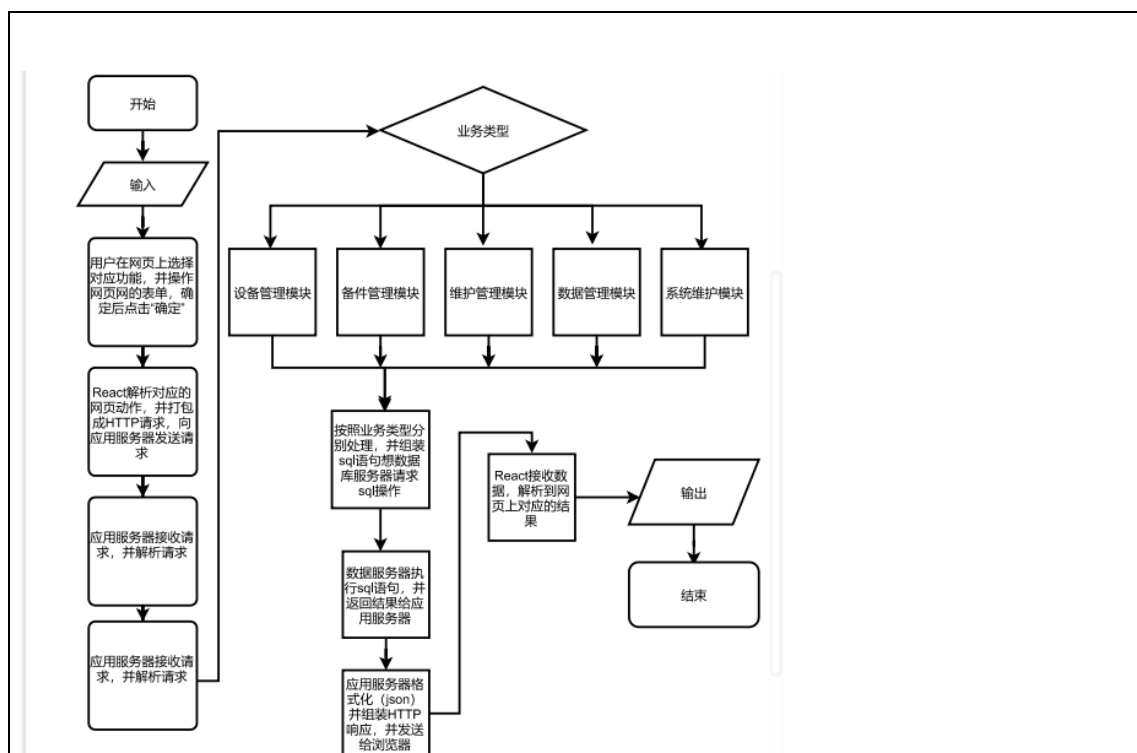 开始
输入
用户在网页上选择
对应功能，并操作
网页网的表单，确
定后点击“确定”
React解析对应的
网页动作，并打包
成HTTP请求，向
应用服务器发送请
求
应用服务器接收请
求，并解析请求
应用服务器接收请
求，并解析请求
业务类型
设备管理模块
备件管理模块
维护管理模块
数据管理模块
系统维护模块
按照业务类型分
别处理，并组装
sql语句想数据
库服务器请求
sql操作
数据服务器执
行sql语句，并
返回结果给应
用服务器
应用服务器格
式化（json）
并组装HTTP
响应，并发送
给浏览器
React接收数
据，解析到网
页上对应的结
果
输出
结束